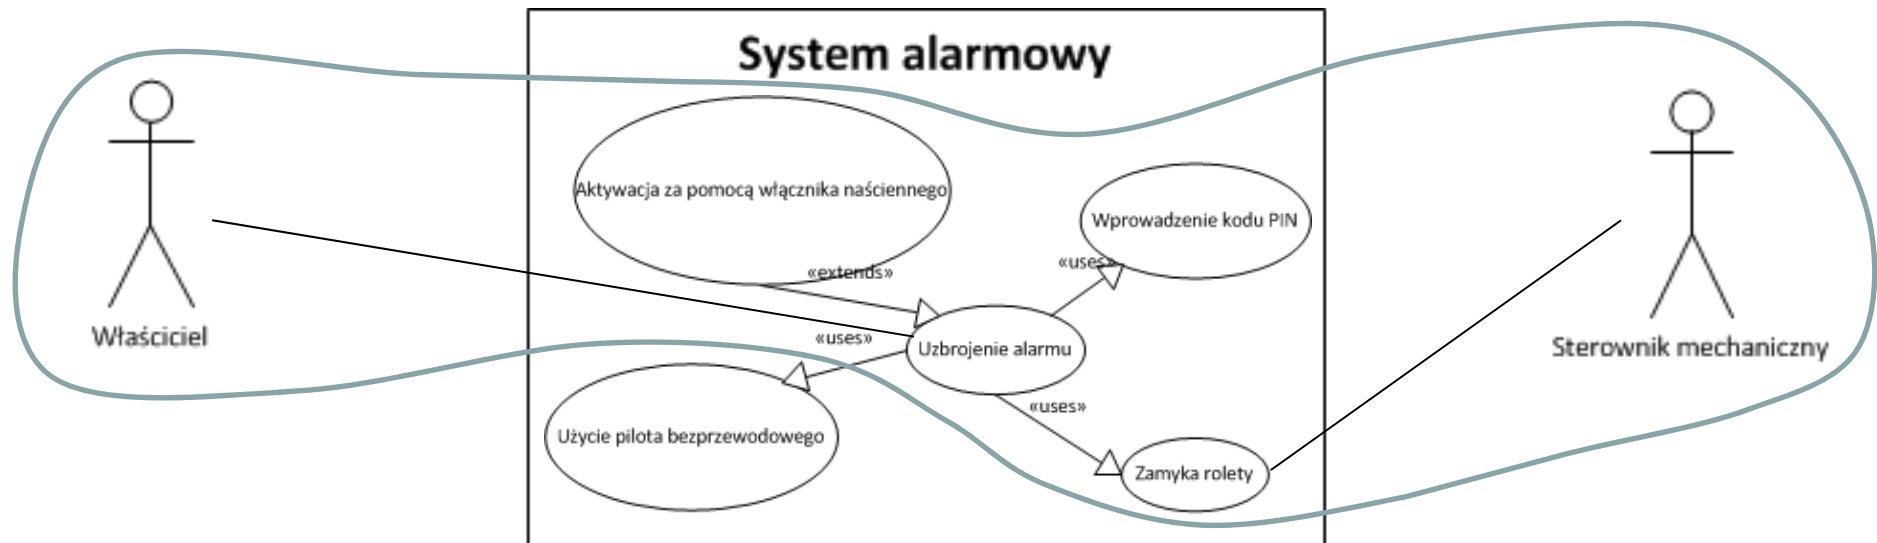 System alarmowy
Aktywacja za pomocą włącznika naściennego
Wprowadzenie kodu PIN
«extends»
«uses»
Właściciel
«uses»
Uzbrojenie alarmu
Sterownik mechaniczny
«uses»
Użycie pilota bezprzewodowego
Zamyka rolety